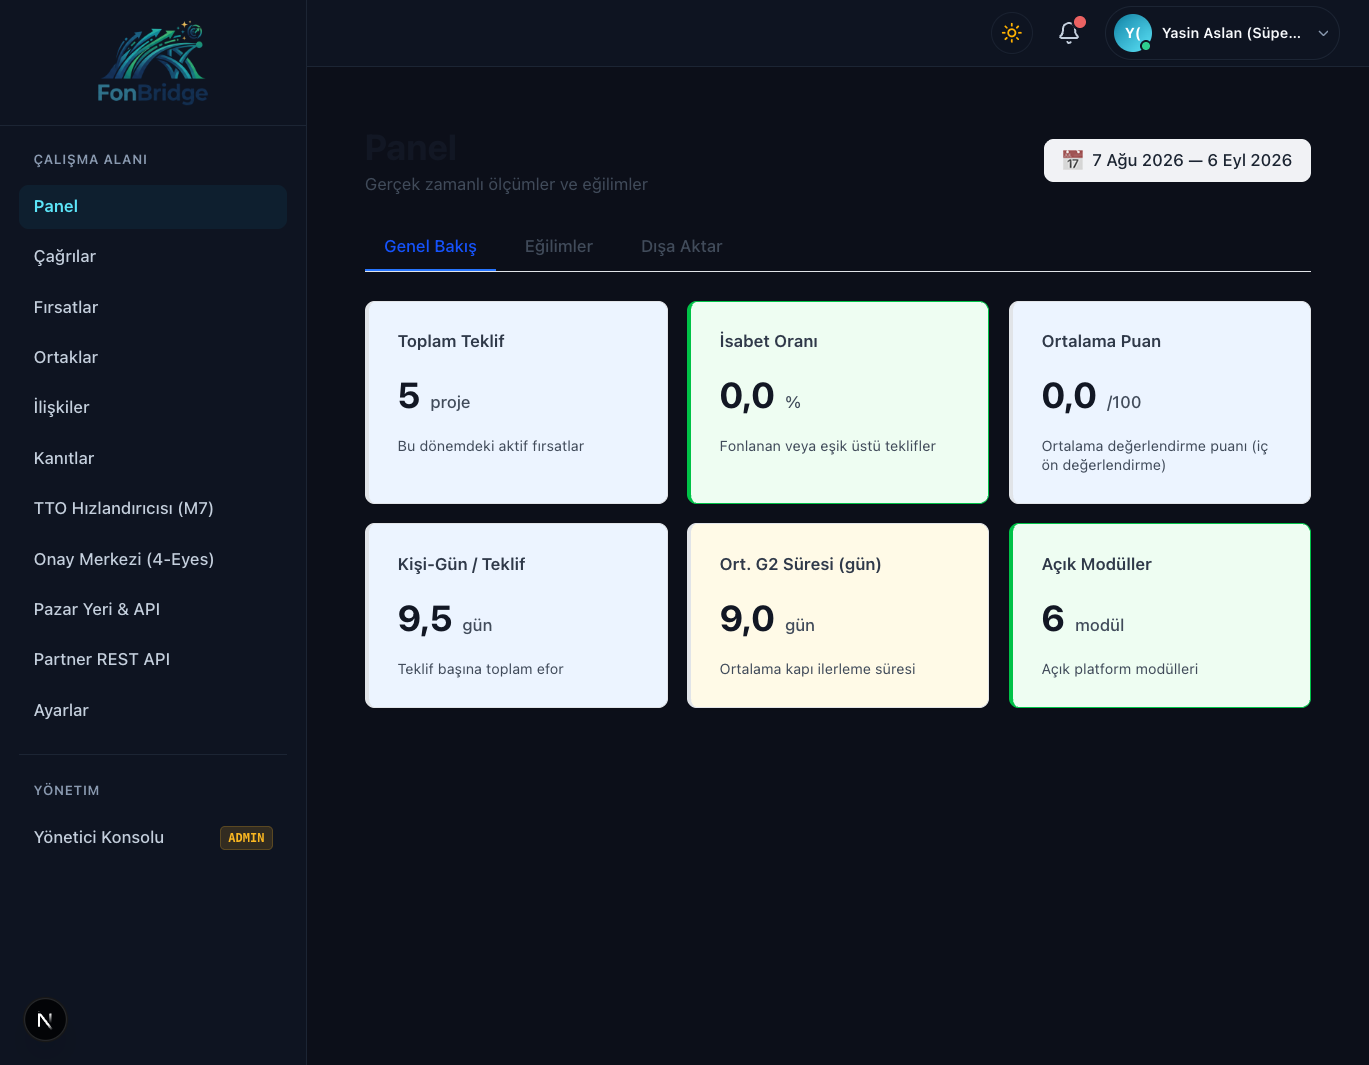 FonBridge
Y( Yasin Aslan (Süpe...
ÇALIŞMA ALANI
Panel
Çağrılar
Fırsatlar
Ortaklar
İlişkiler
Kanıtlar
TTO Hızlandırıcısı (M7)
Onay Merkezi (4-Eyes)
Pazar Yeri & API
Partner REST API
Ayarlar
YÖNETIM
Yönetici Konsolu ADMIN
N
Panel
Gerçek zamanlı ölçümler ve eğilimler
17 7 Ağu 2026 — 6 Eyl 2026
Genel Bakış Eğilimler Dışa Aktar
Toplam Teklif
5 proje
Bu dönemdeki aktif fırsatlar
İsabet Oranı
0,0 %
Fonlanan veya eşik üstü teklifler
Ortalama Puan
0,0 /100
Ortalama değerlendirme puanı (iç
ön değerlendirme)
Kişi-Gün / Teklif
9,5 gün
Teklif başına toplam efor
Ort. G2 Süresi (gün)
9,0 gün
Ortalama kapı ilerleme süresi
Açık Modüller
6 modül
Açık platform modülleri